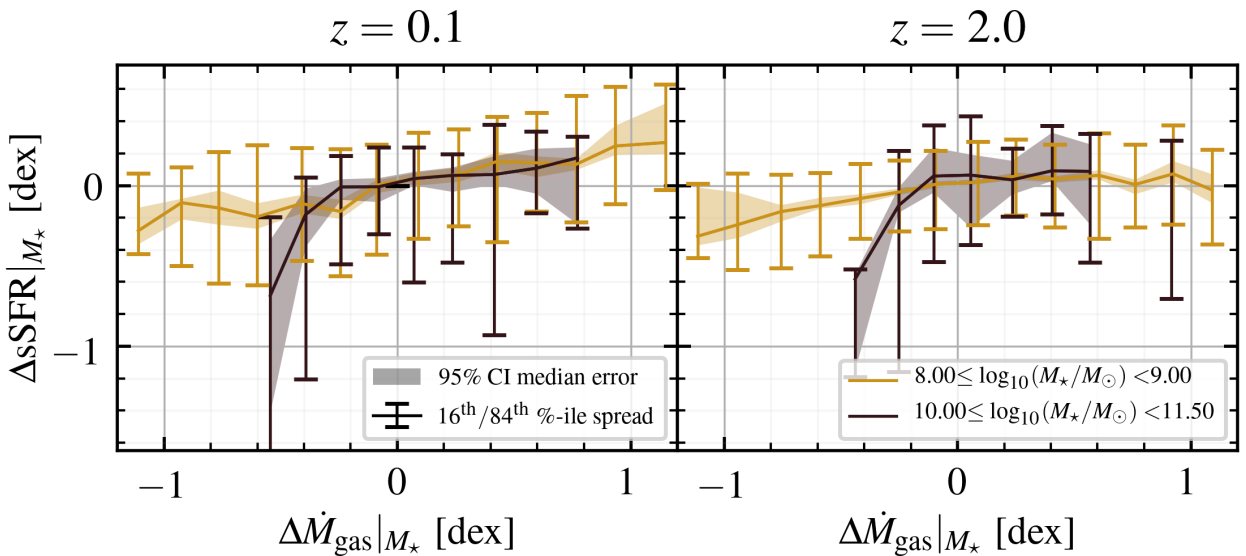 z = 0.1
z = 2.0
ΔsSFR|M⋆ [dex]
0
−1
95% CI median error
16th/84th %-ile spread
8.00≤ log10(M⋆/M⊙) <9.00
10.00≤ log10(M⋆/M⊙) <11.50
−1 0 1
−1 0 1
ΔṀgas|M⋆ [dex]
ΔṀgas|M⋆ [dex]